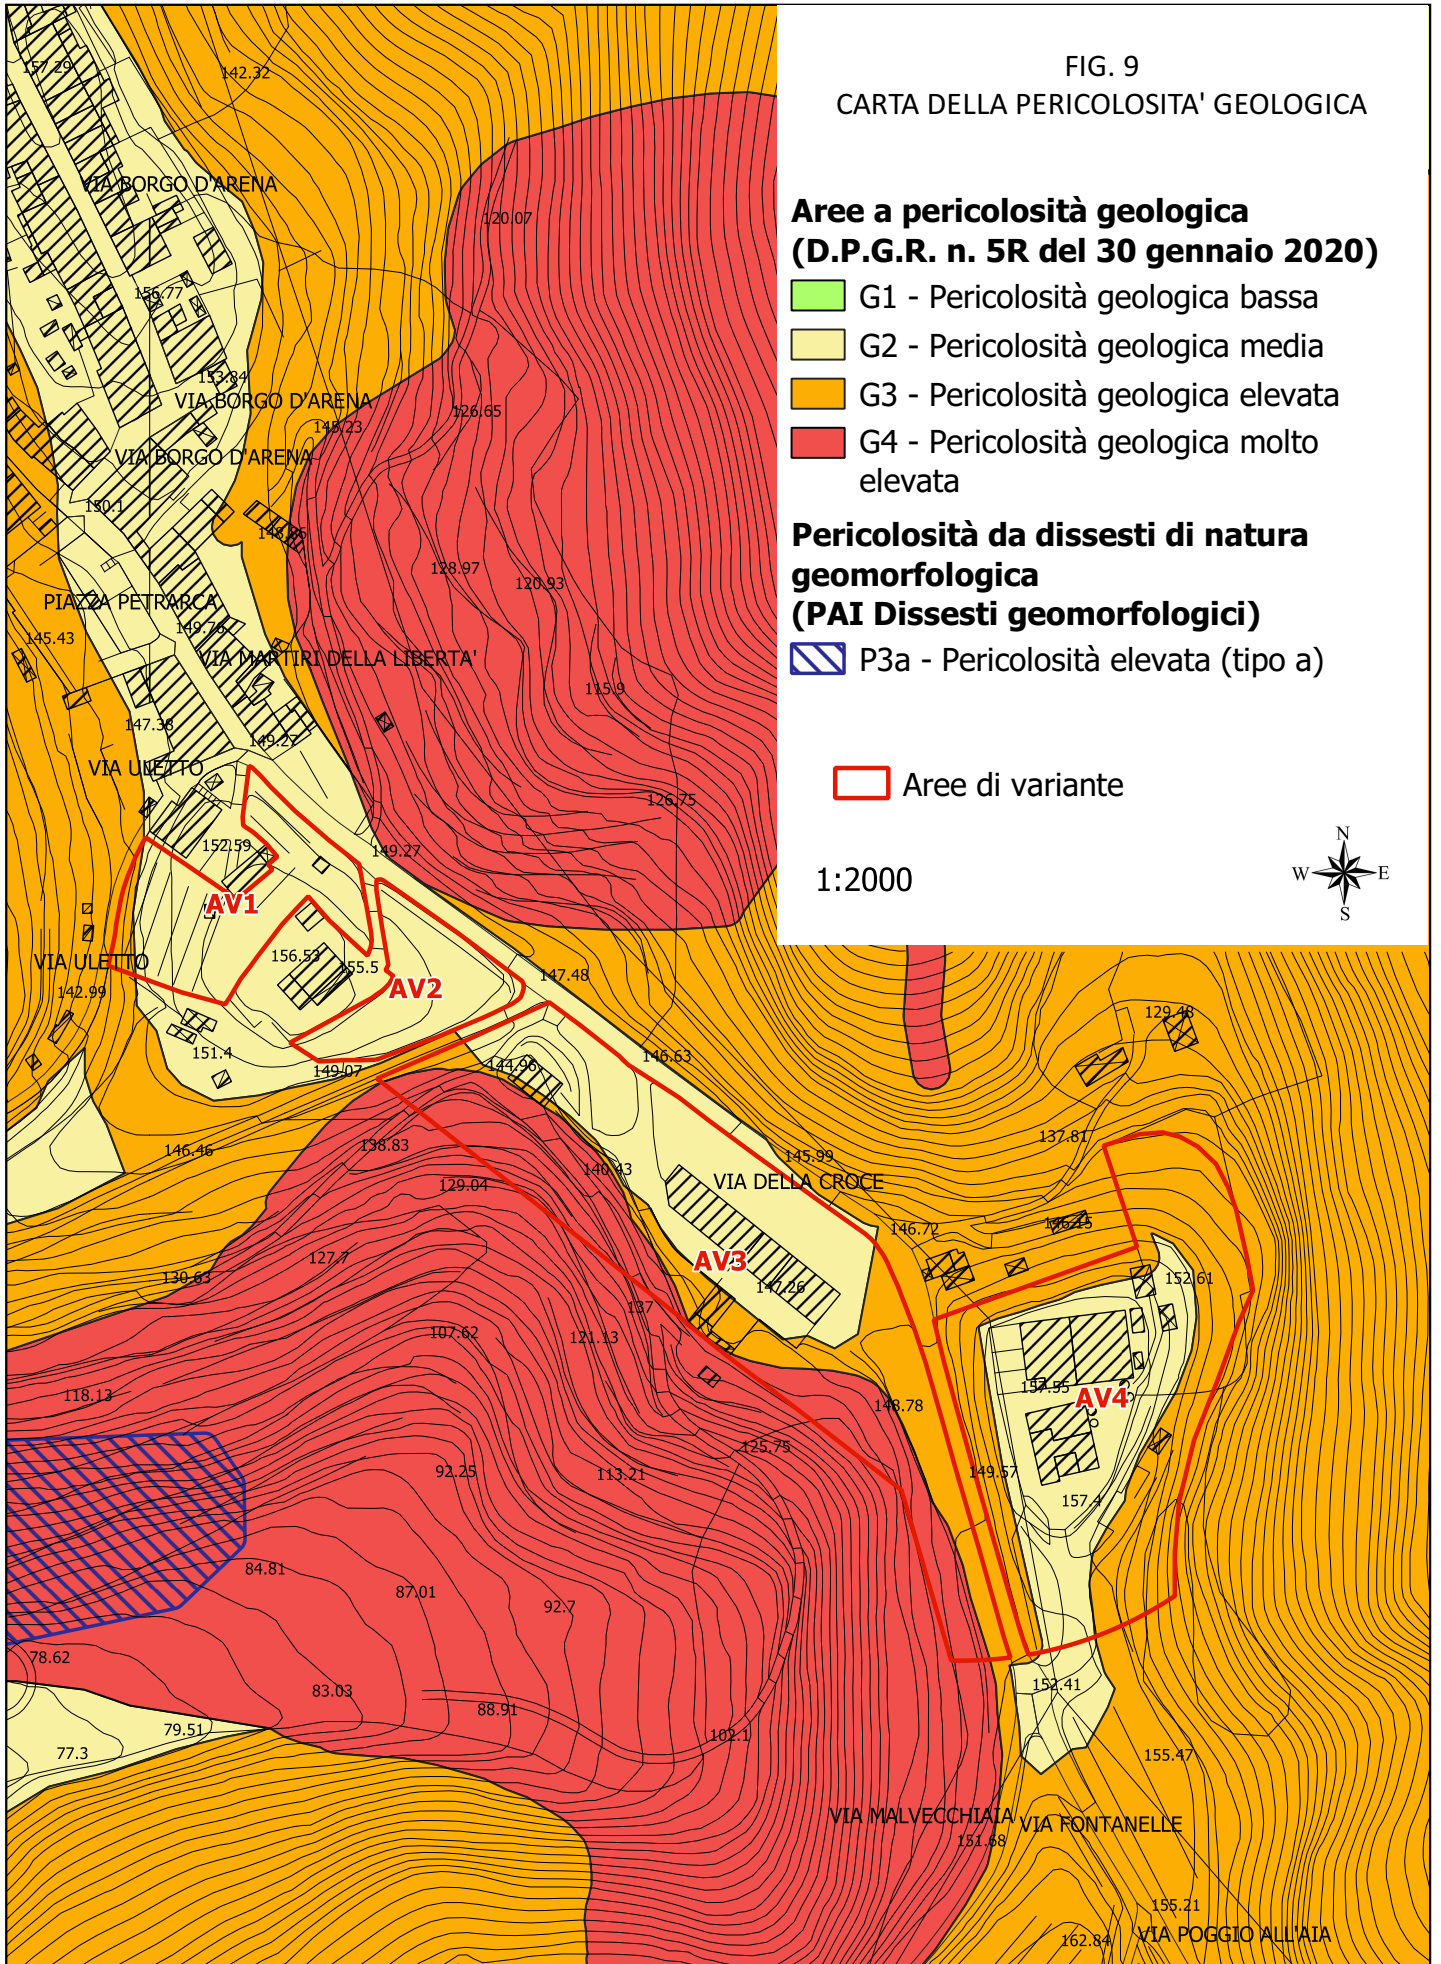 FIG. 9
CARTA DELLA PERICOLOSITA' GEOLOGICA
Aree a pericolosità geologica
(D.P.G.R. n. 5R del 30 gennaio 2020)
G1 - Pericolosità geologica bassa
G2 - Pericolosità geologica media
G3 - Pericolosità geologica elevata
G4 - Pericolosità geologica molto
elevata
Pericolosità da dissesti di natura
geomorfologica
(PAI Dissesti geomorfologici)
P3a - Pericolosità elevata (tipo a)
Aree di variante
1:2000
N
W
E
S
157.29
142.32
VIA BORGO D'ARENA
120.07
156.77
153.84
VIA BORGO D'ARENA
126.65
145.23
VIA BORGO D'ARENA
150.1
148.86
128.97
120.93
PIAZZA PETRARCA
149.76
145.43
VIA MARTIRI DELLA LIBERTA'
115.9
147.38
149.27
VIA ULETTO
126.75
152.59
149.27
AV1
156.53
155.5
VIA ULETTO
142.99
AV2
147.48
129.48
151.4
149.07
144.96
146.63
146.46
138.83
137.81
140.43
145.99
129.04
VIA DELLA CROCE
146.72
146.15
127.7
130.63
AV3
147.26
152.61
137
107.62
121.13
118.13
157.55
AV4
148.78
125.75
92.25
113.21
149.57
157.4
84.81
87.01
92.7
78.62
83.03
88.91
152.41
79.51
102.1
77.3
155.47
VIA MALVECCHIAIA
VIA FONTANELLE
151.68
155.21
162.84
VIA POGGIO ALL'AIA